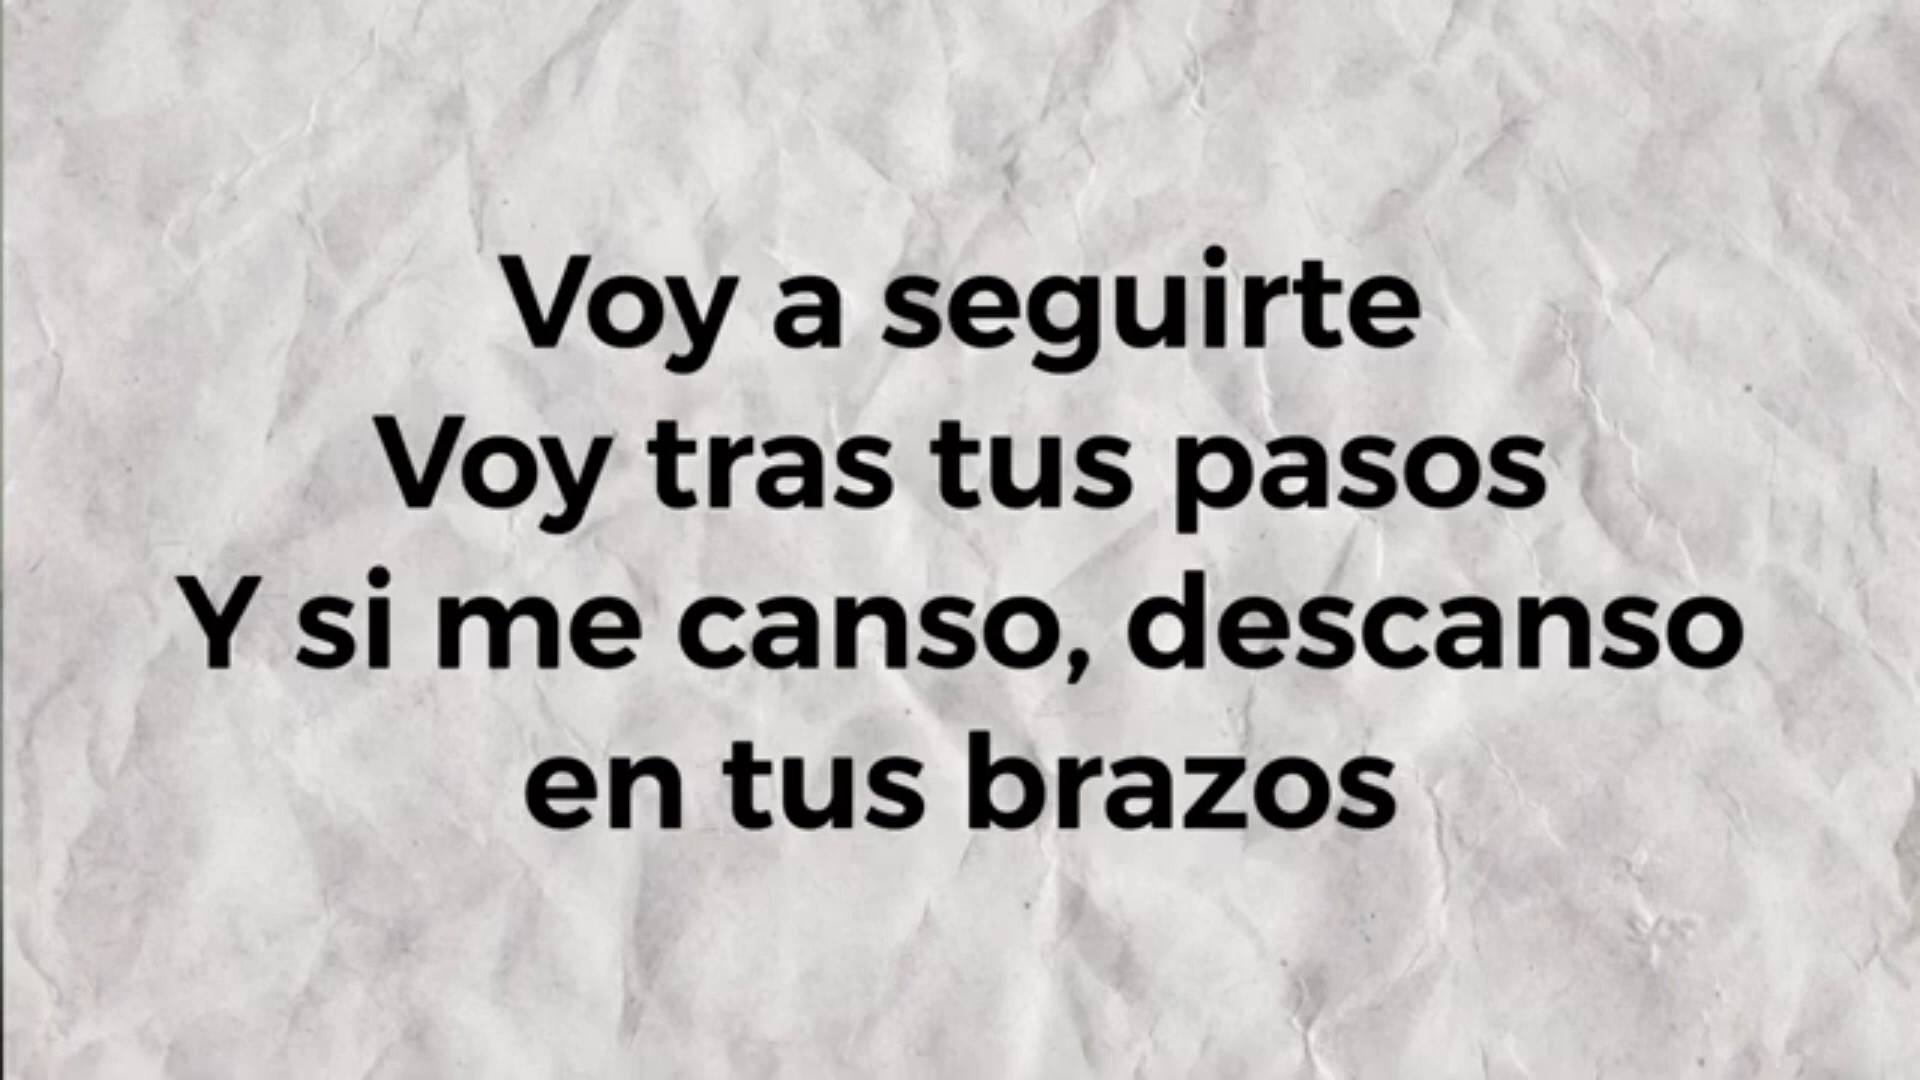 Voy a seguirte
Voy tras tus pasos
Y si me canso, descanso
en tus brazos